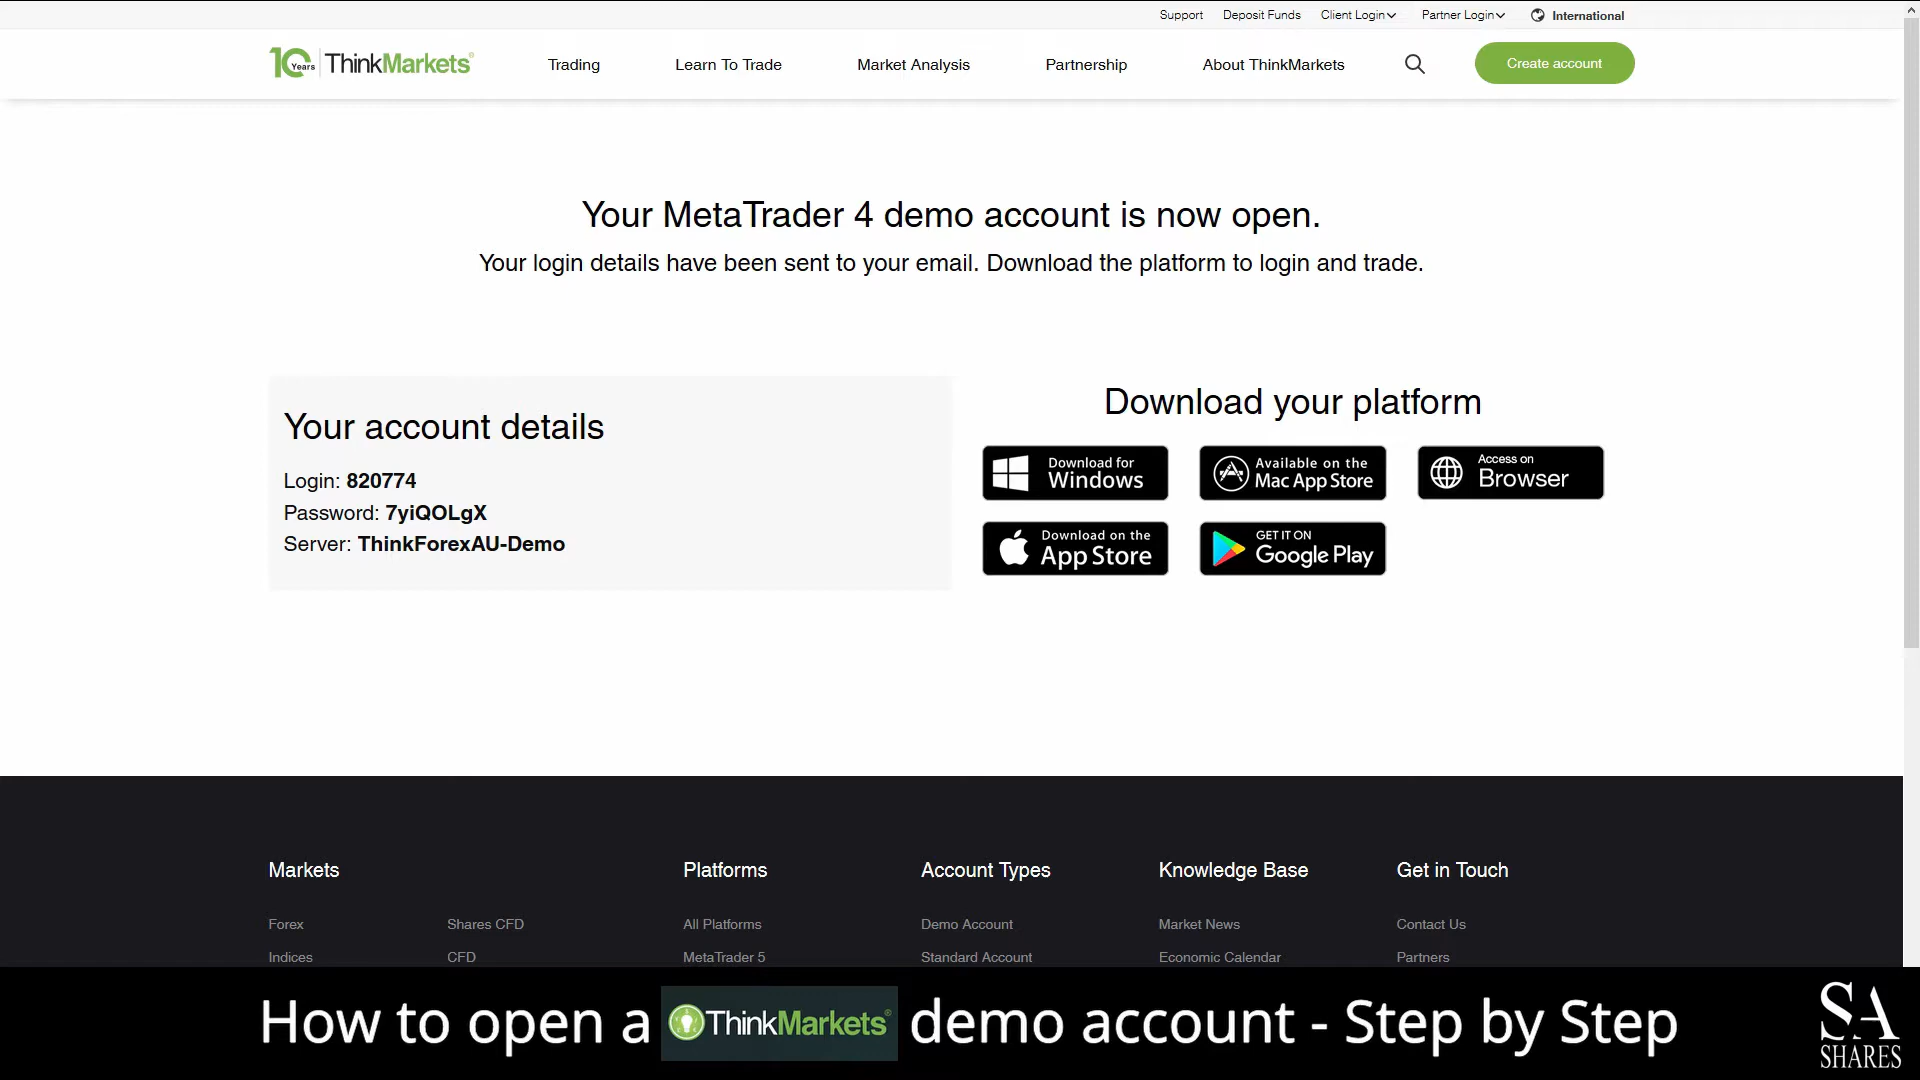 Support Deposit Funds Client Login Partner Login International
10 Years ThinkMarkets® Trading Learn To Trade Market Analysis Partnership About ThinkMarkets Create account
Your MetaTrader 4 demo account is now open.
Your login details have been sent to your email. Download the platform to login and trade.
Your account details
Login: 820774
Password: 7yiQOLgX
Server: ThinkForexAU-Demo
Download your platform
Download for
Windows
Available on the
Mac App Store
Access on
Browser
Download on the
App Store
GET IT ON
Google Play
Markets
Forex Shares CFD
Indices CFD
Platforms
All Platforms
MetaTrader 5
Account Types
Demo Account
Standard Account
Knowledge Base
Market News
Economic Calendar
Get in Touch
Contact Us
Partners
How to open a ThinkMarkets® demo account - Step by Step
SA
SHARES